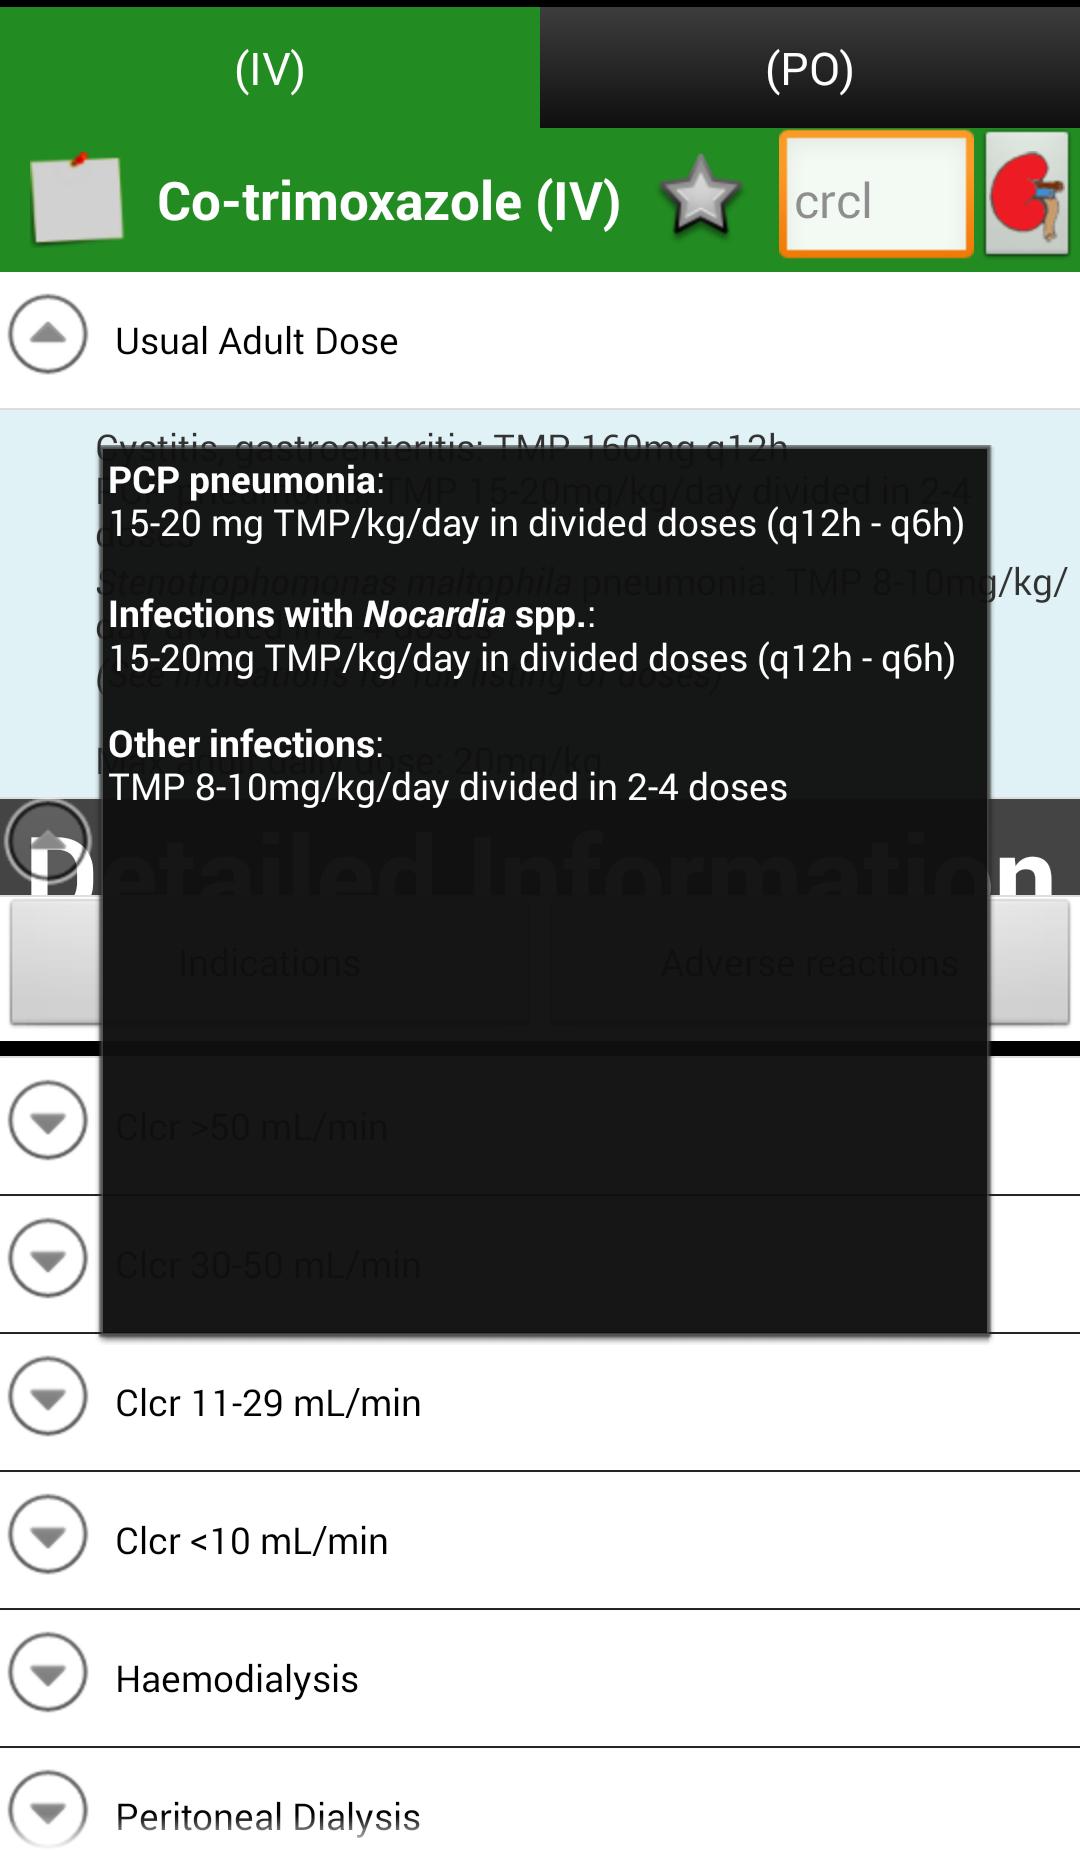 (IV)
(PO)
Co-trimoxazole (IV)
crcl
Usual Adult Dose
Cystitis, gastroenteritis: TMP 160mg q12h
TMP 15-20mg/kg/day divided in 2-4
doses
Stenotrophomonas maltophila pneumonia: TMP 8-10mg/kg/
day divided in 2-4 doses
(See indications for full listing of doses)
Max adult daily dose: 20mg/kg
PCP pneumonia:
15-20 mg TMP/kg/day in divided doses (q12h - q6h)
Infections with Nocardia spp.:
15-20mg TMP/kg/day in divided doses (q12h - q6h)
Other infections:
TMP 8-10mg/kg/day divided in 2-4 doses
Detailed Information
Indications
Adverse reactions
Clcr >50 mL/min
Clcr 30-50 mL/min
Clcr 11-29 mL/min
Clcr <10 mL/min
Haemodialysis
Peritoneal Dialysis